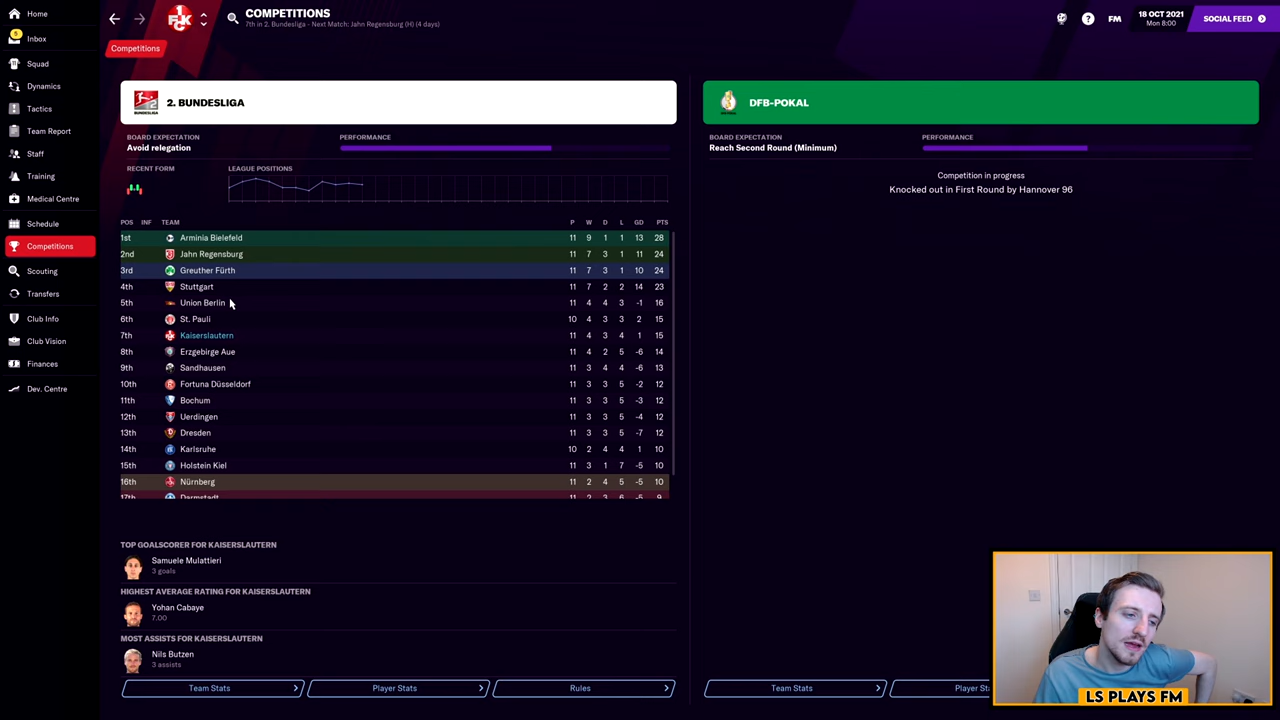 COMPETITIONS
7th in 2. Bundesliga - Next Match: Jahn Regensburg (H) (4 days)
FM
18 OCT 2021
Mon 8:00
SOCIAL FEED
Home
Inbox
Squad
Dynamics
Tactics
Team Report
Staff
Training
Medical Centre
Schedule
Competitions
Scouting
Transfers
Club Info
Club Vision
Finances
Dev. Centre
Competitions
2. BUNDESLIGA
BOARD EXPECTATION PERFORMANCE
Avoid relegation
RECENT FORM LEAGUE POSITIONS
POS INF TEAM P W D L GD PTS
1st Arminia Bielefeld 11 9 1 1 13 28
2nd Jahn Regensburg 11 7 3 1 11 24
3rd Greuther Fürth 11 7 3 1 10 24
4th Stuttgart 11 7 2 2 14 23
5th Union Berlin 11 4 4 3 -1 16
6th St. Pauli 10 4 3 3 2 15
7th Kaiserslautern 11 4 3 4 1 15
8th Erzgebirge Aue 11 4 2 5 -6 14
9th Sandhausen 11 3 4 4 -6 13
10th Fortuna Düsseldorf 11 3 3 5 -2 12
11th Bochum 11 3 3 5 -3 12
12th Uerdingen 11 3 3 5 -4 12
13th Dresden 11 3 3 5 -7 12
14th Karlsruhe 10 2 4 4 1 10
15th Holstein Kiel 11 3 1 7 -5 10
16th Nürnberg 11 2 4 5 -5 10
17th Darmstadt 11 2 3 6 -5 9
TOP GOALSCORER FOR KAISERSLAUTERN
Samuele Mulattieri
3 goals
HIGHEST AVERAGE RATING FOR KAISERSLAUTERN
Yohan Cabaye
7.00
MOST ASSISTS FOR KAISERSLAUTERN
Nils Butzen
3 assists
Team Stats
Player Stats
Rules
DFB-POKAL
BOARD EXPECTATION PERFORMANCE
Reach Second Round (Minimum)
Competition in progress
Knocked out in First Round by Hannover 96
Team Stats
Player Sta
LS PLAYS FM